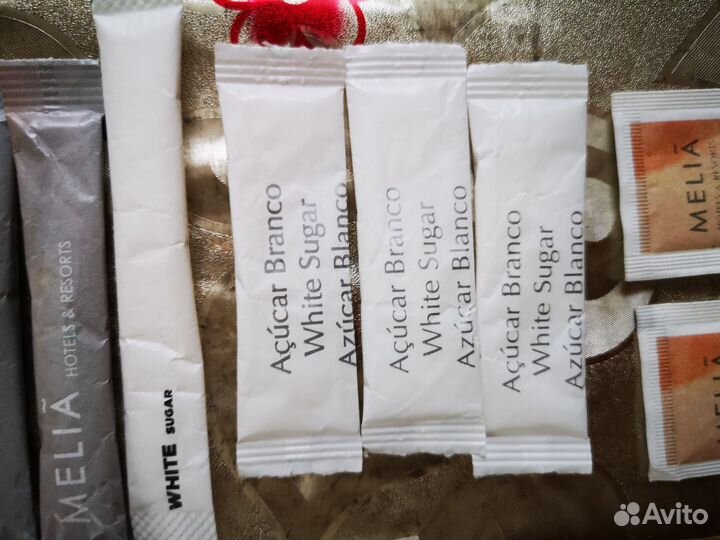 MELIÃ
HOTELS & RESORTS
WHITE SUGAR
Açúcar Branco
White Sugar
Azúcar Blanco
Açúcar Branco
White Sugar
Azúcar Blanco
Açúcar Branco
White Sugar
Azúcar Blanco
MELIÃ
MELIÃ
Avito